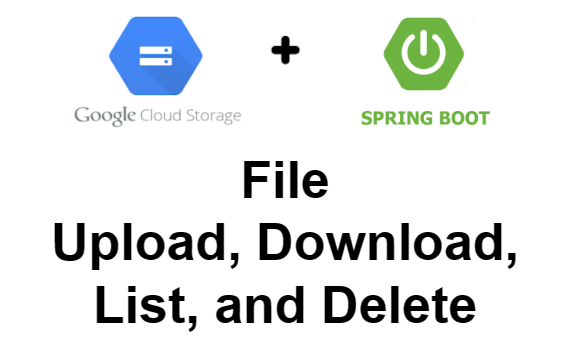 Google Cloud Storage
+
SPRING BOOT
File
Upload, Download,
List, and Delete